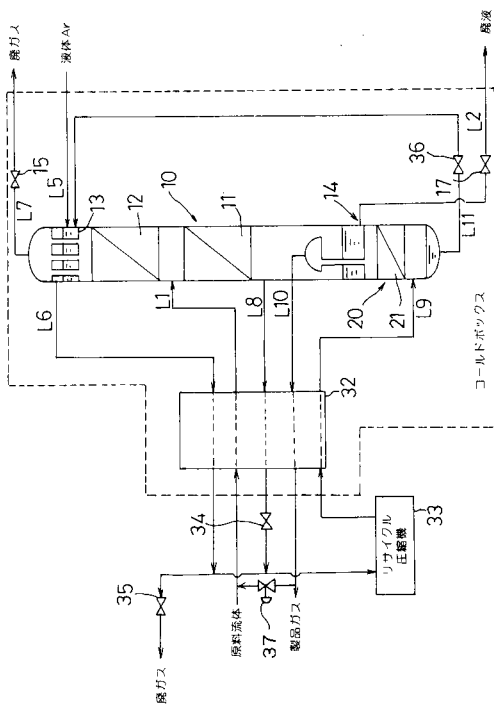 廃ガス
液体Ar
廃液
15
L7
L5
13
12
10
11
14
36
17
L2
L11
L6
L1
L8
L10
20
21
L9
コールドボックス
32
34
35
37
33
リサイクル
圧縮機
廃ガス
原料流体
製品ガス